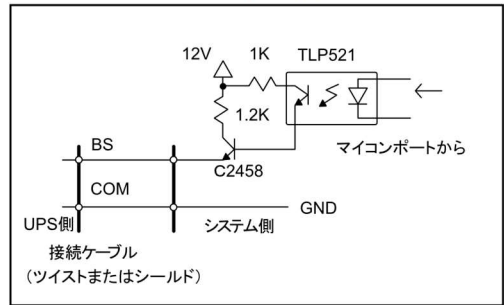 12V
1K
TLP521
1.2K
BS
C2458
マイコンポートから
COM
GND
UPS側
システム側
接続ケーブル
（ツイストまたはシールド）